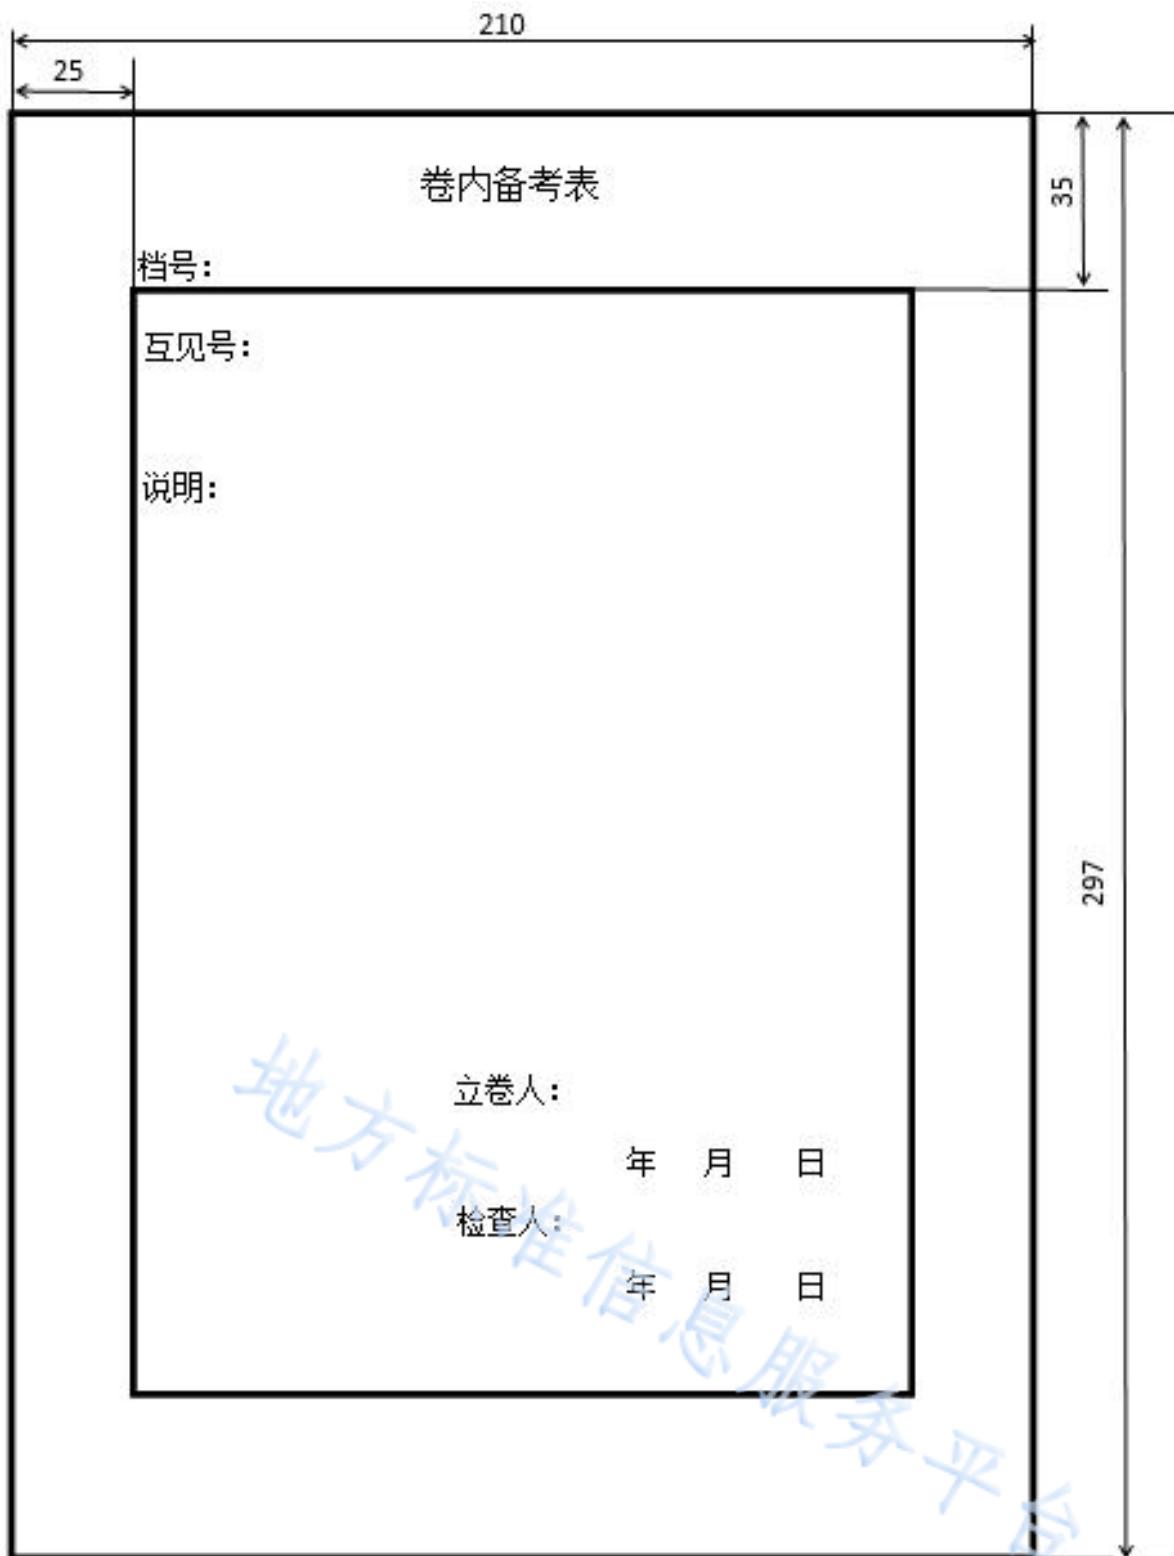 210
25
卷内备考表
35
档号：
互见号：
说明：
297
立卷人：
年 月 日
检查人：
年 月 日
地方标准信息服务平台